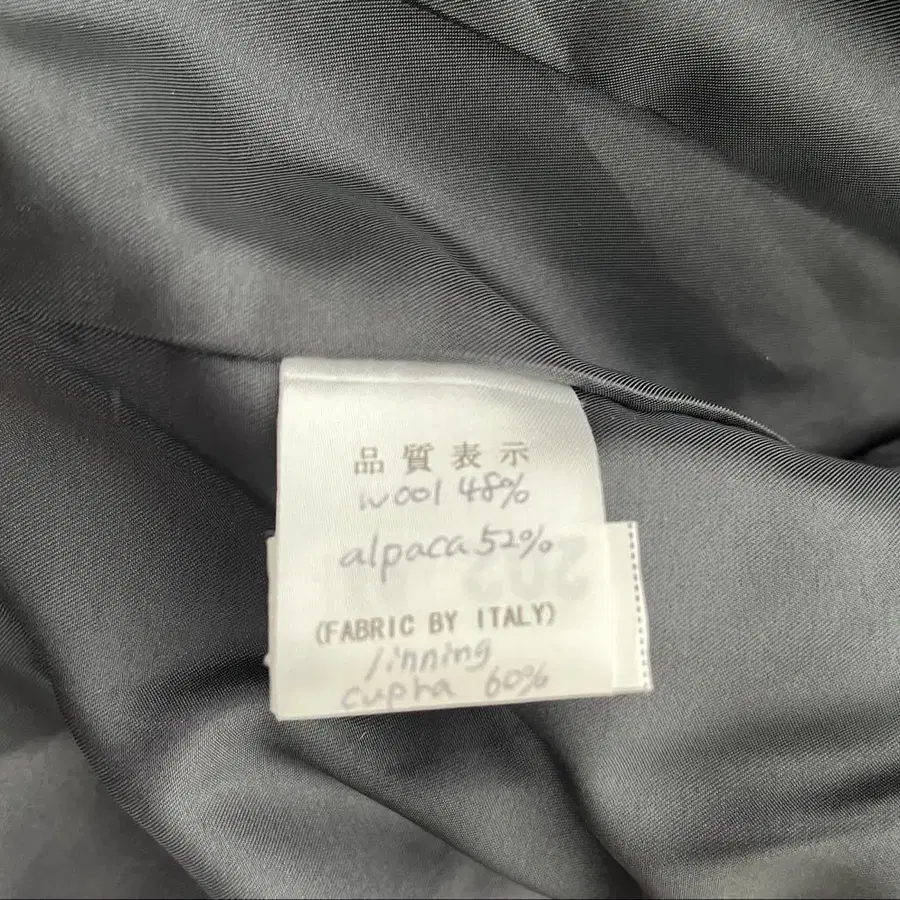 品質表示
wool 48%
alpaca 52%
(FABRIC BY ITALY)
linning
cupra 60%